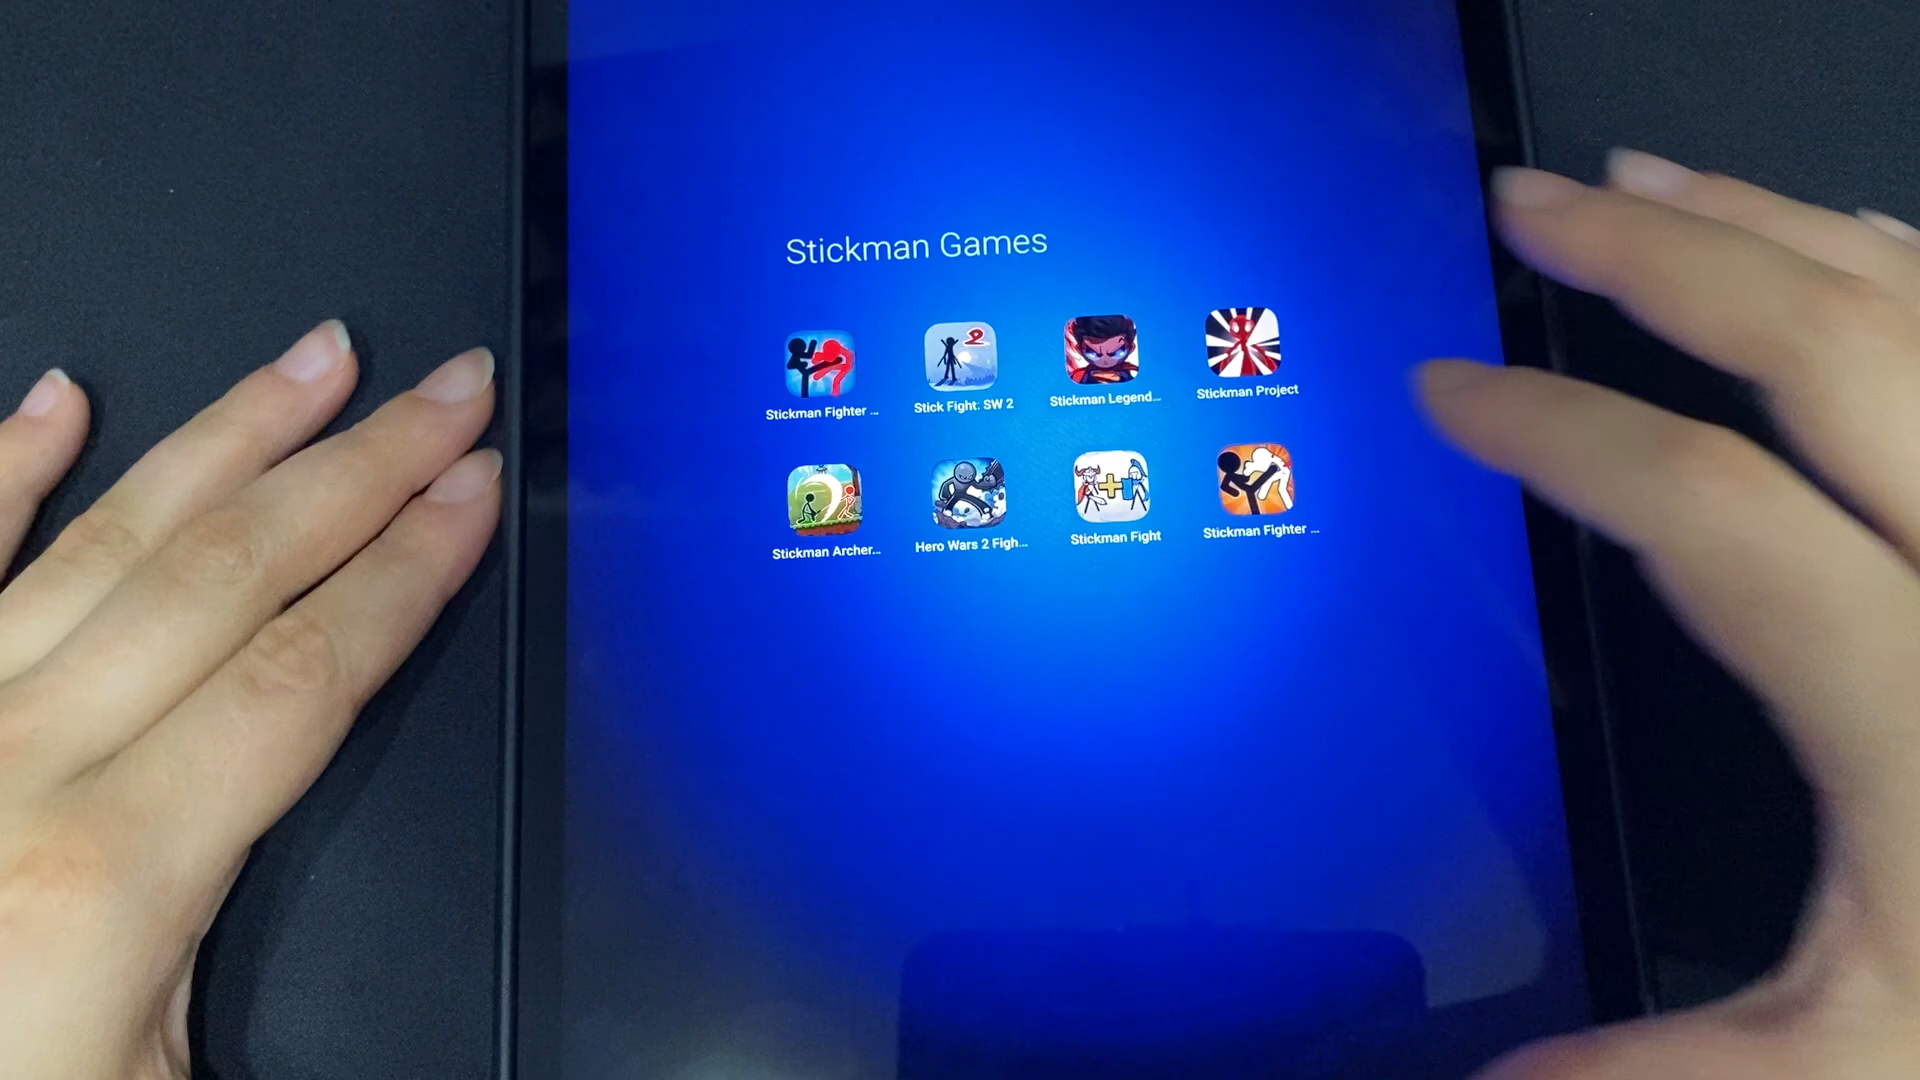 Stickman Games
2
Stickman Fighter ...
Stick Fight: SW 2
Stickman Legend...
Stickman Project
Stickman Archer...
Hero Wars 2 Figh...
Stickman Fight
Stickman Fighter ...